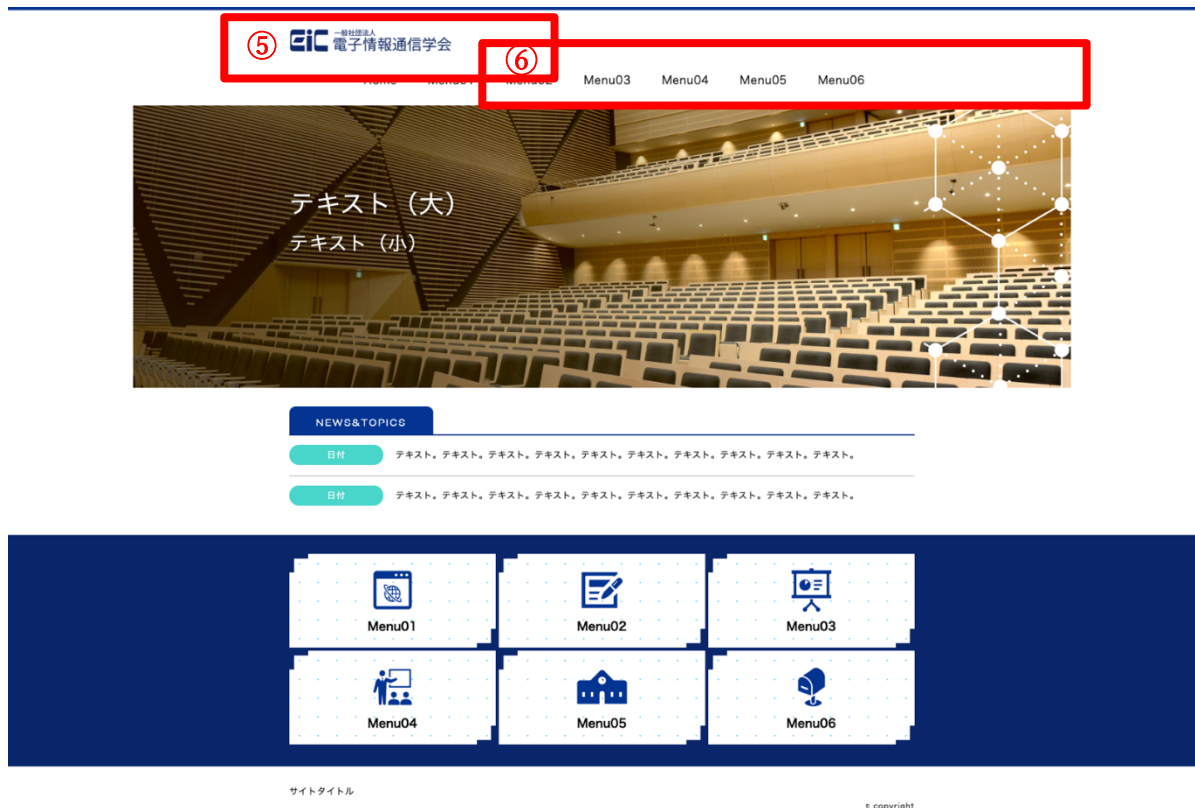 ⑤
EiC 一般社団法人
電子情報通信学会
⑥
Home Menu01 Menu02 Menu03 Menu04 Menu05 Menu06
テキスト（大）
テキスト（小）
NEWS&TOPICS
日付 テキスト。テキスト。テキスト。テキスト。テキスト。テキスト。テキスト。テキスト。テキスト。テキスト。
日付 テキスト。テキスト。テキスト。テキスト。テキスト。テキスト。テキスト。テキスト。テキスト。テキスト。
Menu01 Menu02 Menu03
Menu04 Menu05 Menu06
サイトタイトル
© copyright